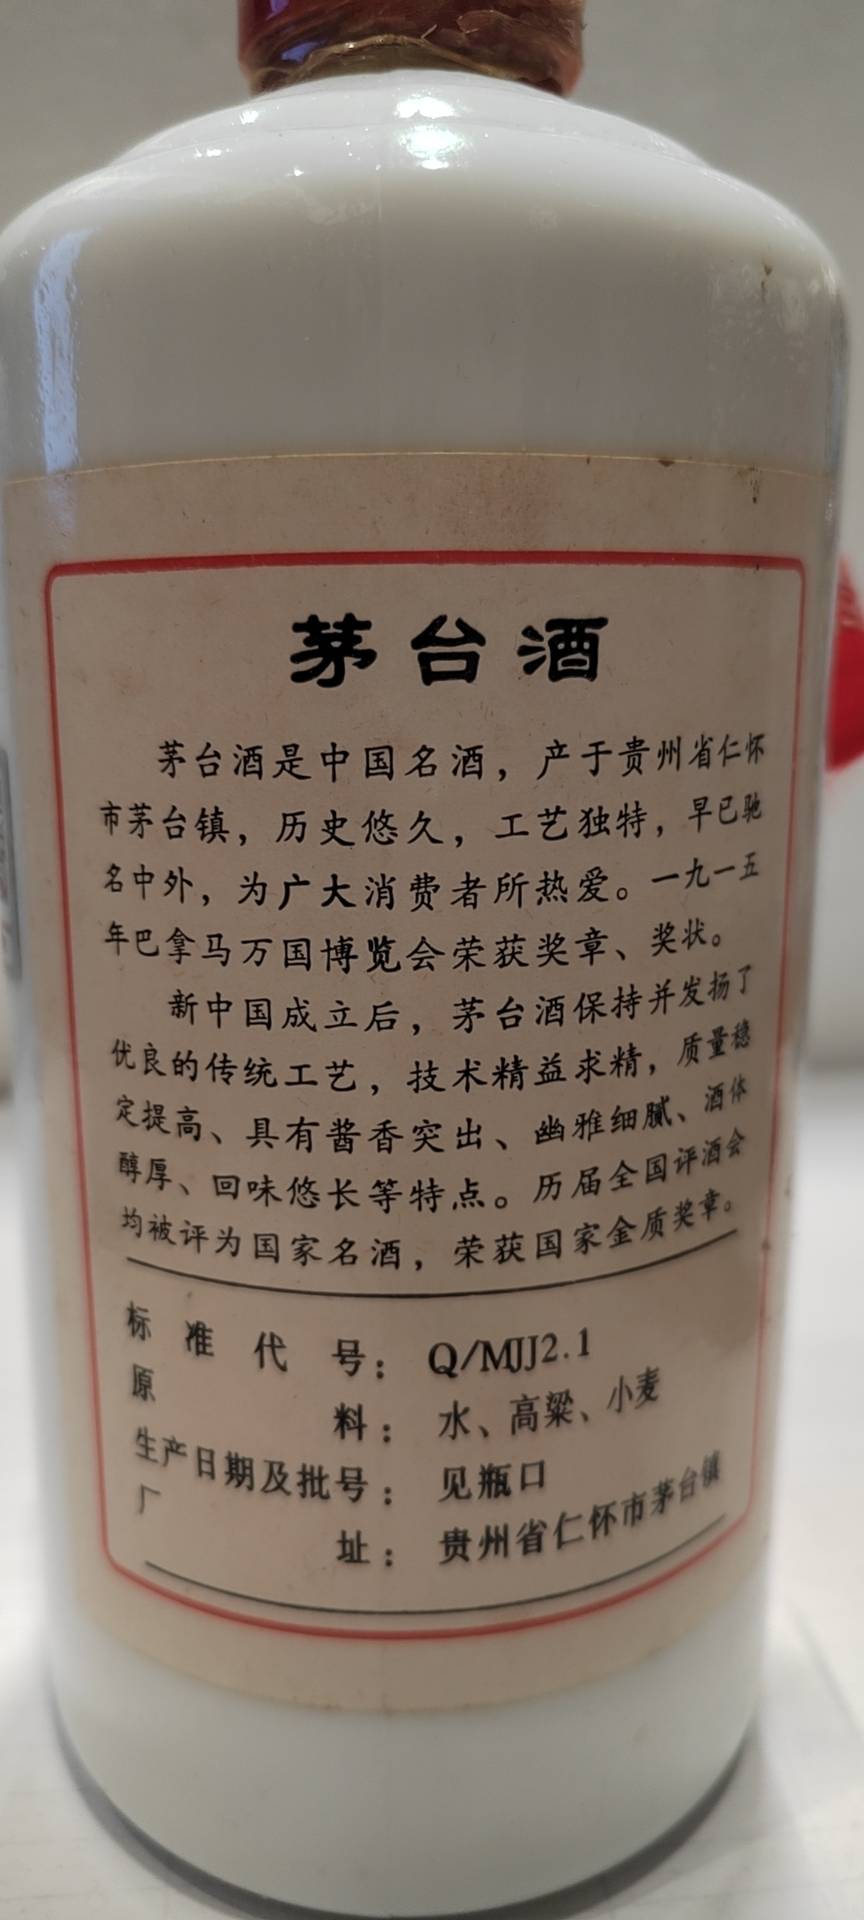 茅台酒
茅台酒是中国名酒，产于贵州省仁怀
市茅台镇，历史悠久，工艺独特，早已驰
名中外，为广大消费者所热爱。一九一五
年巴拿马万国博览会荣获奖章、奖状。
新中国成立后，茅台酒保持并发扬了
优良的传统工艺，技术精益求精，质量稳
定提高、具有酱香突出、幽雅细腻、酒体
醇厚、回味悠长等特点。历届全国评酒会
均被评为国家名酒，荣获国家金质奖章。
标准代号：Q/MJJ2.1
原料：水、高粱、小麦
生产日期及批号：见瓶口
厂址：贵州省仁怀市茅台镇